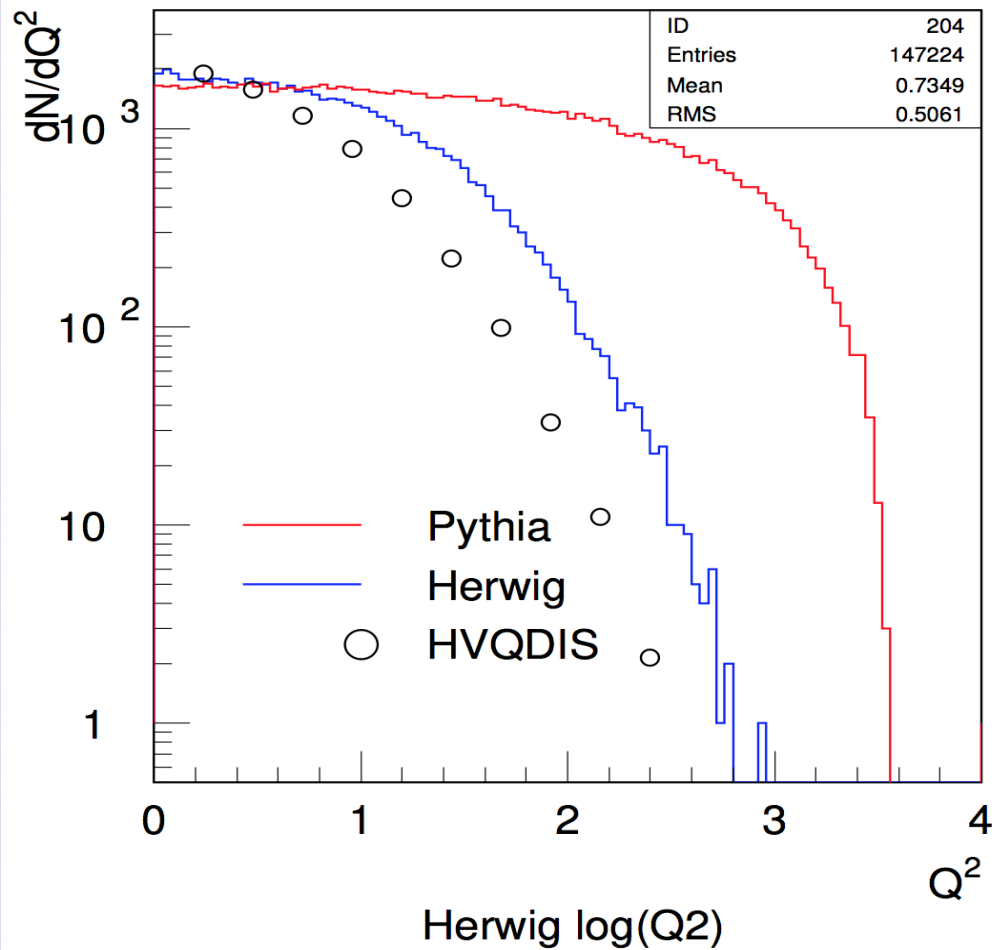 dN/dQ²
ID 204
Entries 147224
Mean 0.7349
RMS 0.5061
10 3
10 2
10
1
Pythia
Herwig
HVQDIS
0 1 2 3 4
Q²
Herwig log(Q2)